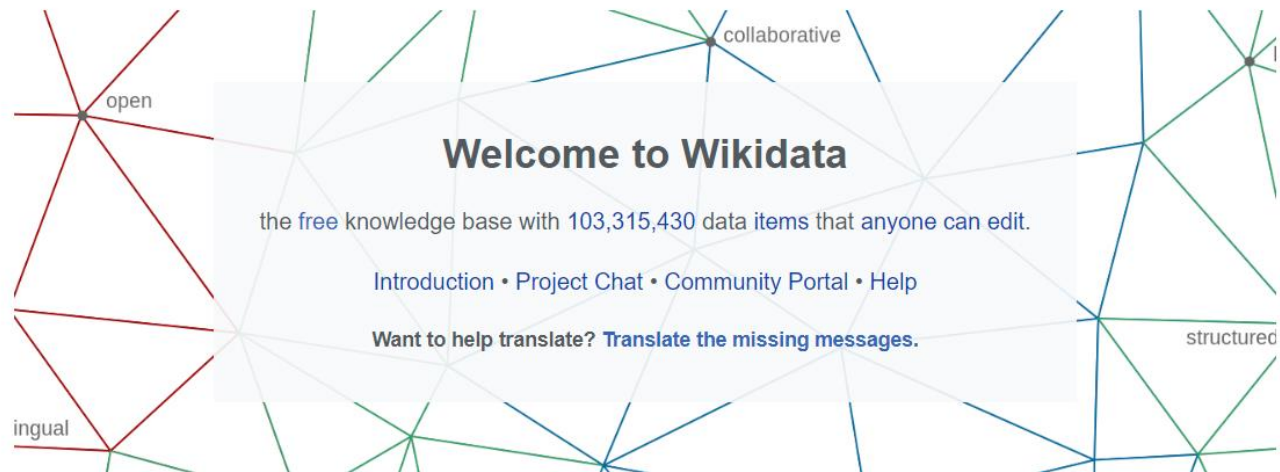 collaborative
open
Welcome to Wikidata
the free knowledge base with 103,315,430 data items that anyone can edit.
Introduction • Project Chat • Community Portal • Help
Want to help translate? Translate the missing messages.
structured
ingual